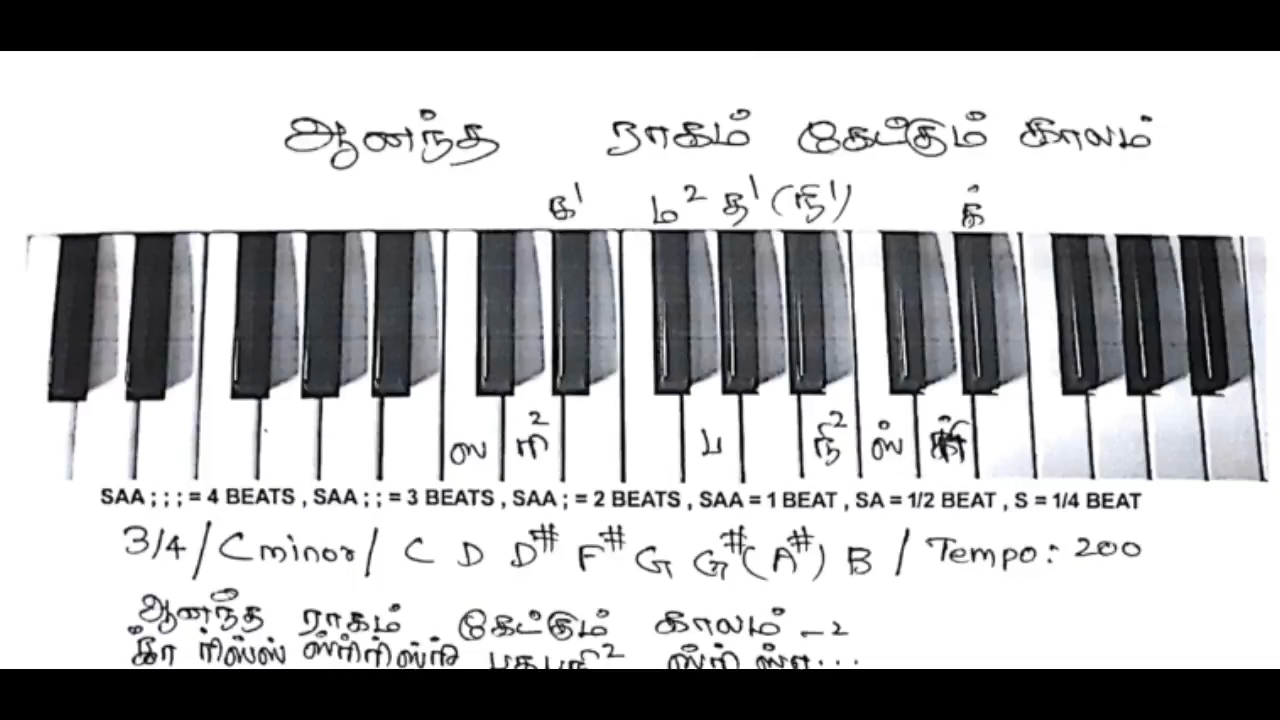 ஆனந்த ராகம் கேட்கும் காலம்
க1 ம2 த1 (நி1) க்
ஸ ரி2 ப நி2 ஸ்
SAA ; ; ; = 4 BEATS , SAA ; ; = 3 BEATS , SAA ; = 2 BEATS , SAA = 1 BEAT , SA = 1/2 BEAT , S = 1/4 BEAT
3/4 / C minor / C D D# F# G G# (A#) B / Tempo: 200
ஆனந்த ராகம் கேட்கும் காலம் - 2